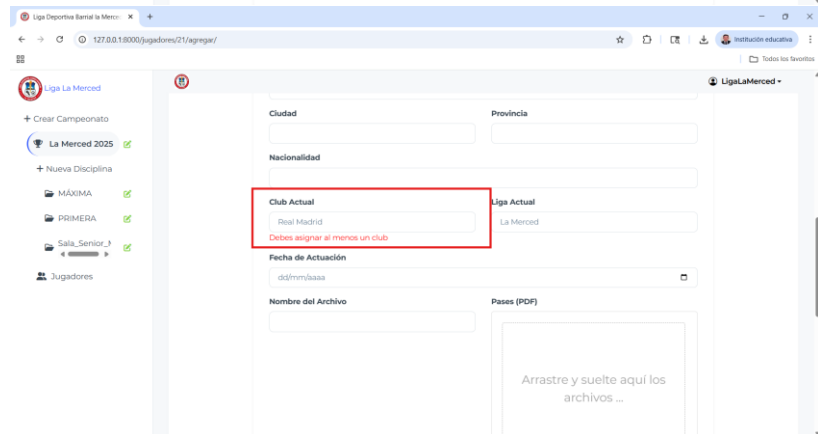 Liga Deportiva Barrial la Merce
127.0.0.1:8000/jugadores/21/agregar/
Institución educativa
Todos los favoritos
Liga La Merced
LigaLaMerced
+ Crear Campeonato
La Merced 2025
+ Nueva Disciplina
MÁXIMA
PRIMERA
Sala_Senior_
Jugadores
Ciudad
Provincia
Nacionalidad
Club Actual
Liga Actual
Real Madrid
La Merced
Debes asignar al menos un club
Fecha de Actuación
dd/mm/aaaa
Nombre del Archivo
Pases (PDF)
Arrastre y suelte aquí los
archivos ...